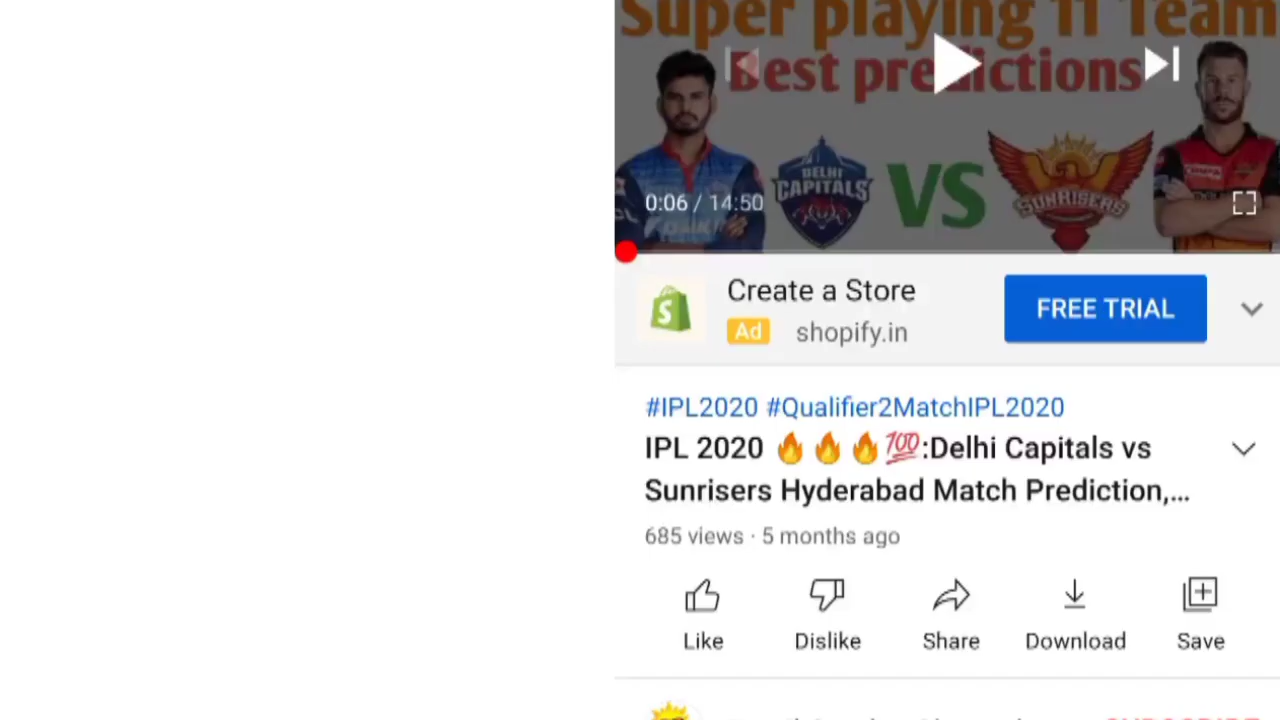 Super playing 11 Team
Best predictions
DELHI
CAPITALS
VS
SUNRISERS
0:06 / 14:50
Create a Store
FREE TRIAL
Ad shopify.in
#IPL2020 #Qualifier2MatchIPL2020
IPL 2020 🔥🔥🔥💯:Delhi Capitals vs
Sunrisers Hyderabad Match Prediction,...
685 views · 5 months ago
Like Dislike Share Download Save